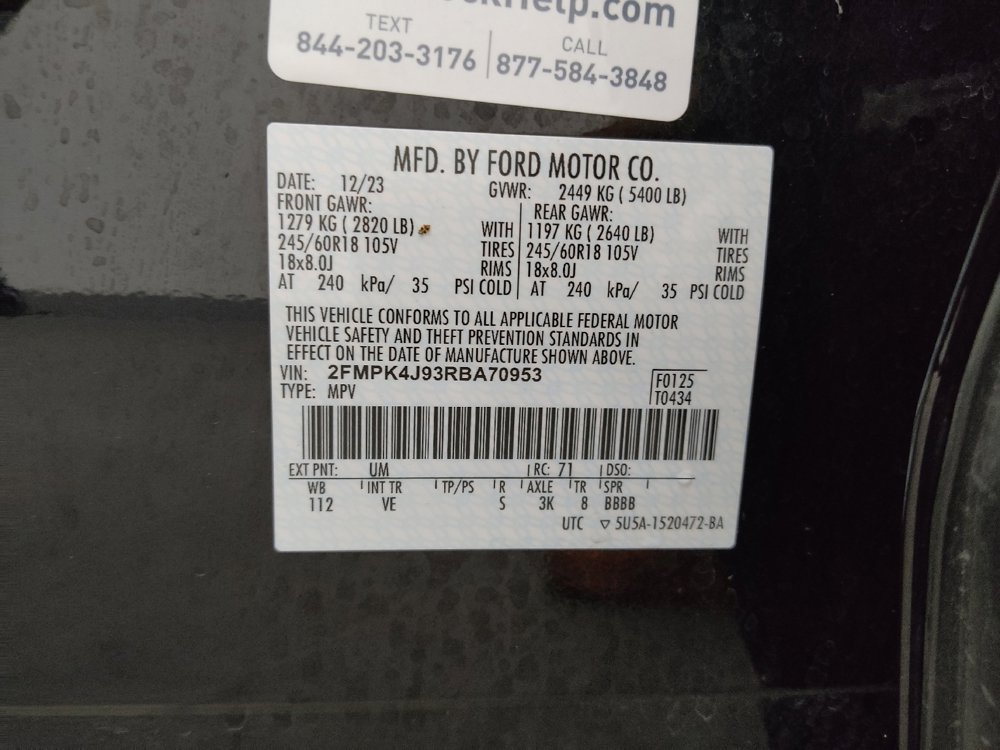 Help.com
TEXT
844-203-3176
CALL
877-584-3848
MFD. BY FORD MOTOR CO.
DATE: 12/23 GVWR: 2449 KG ( 5400 LB)
FRONT GAWR: REAR GAWR:
1279 KG ( 2820 LB) WITH 1197 KG ( 2640 LB) WITH
245/60R18 105V TIRES 245/60R18 105V TIRES
18x8.0J RIMS 18x8.0J RIMS
AT 240 kPa/ 35 PSI COLD AT 240 kPa/ 35 PSI COLD
THIS VEHICLE CONFORMS TO ALL APPLICABLE FEDERAL MOTOR
VEHICLE SAFETY AND THEFT PREVENTION STANDARDS IN
EFFECT ON THE DATE OF MANUFACTURE SHOWN ABOVE.
VIN: 2FMPK4J93RBA70953 F0125
TYPE: MPV T0434
EXT PNT: UM RC: 71 DSO:
WB INT TR TP/PS R AXLE TR SPR
112 VE S 3K 8 BBBB
UTC ▽ 5U5A-1520472-BA